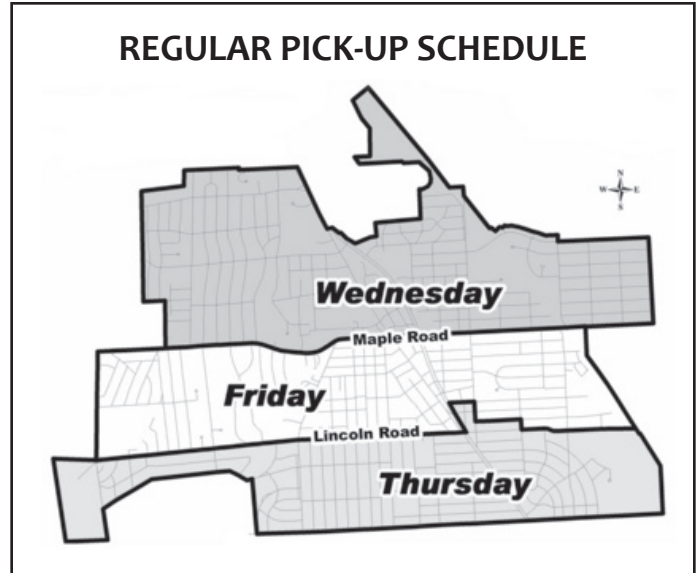 REGULAR PICK-UP SCHEDULE
N
W E
S
Wednesday
Maple Road
Friday
Lincoln Road
Thursday